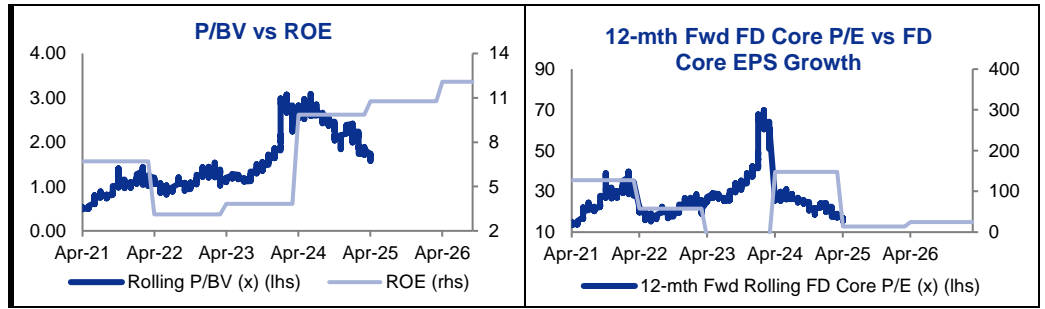 P/BV vs ROE
4.00
3.00
2.00
1.00
0.00
14
11
8
5
2
Apr-21 Apr-22 Apr-23 Apr-24 Apr-25 Apr-26
Rolling P/BV (x) (lhs) ROE (rhs)
12-mth Fwd FD Core P/E vs FD
Core EPS Growth
90
70
50
30
10
400
300
200
100
0
Apr-21 Apr-22 Apr-23 Apr-24 Apr-25 Apr-26
12-mth Fwd Rolling FD Core P/E (x) (lhs)